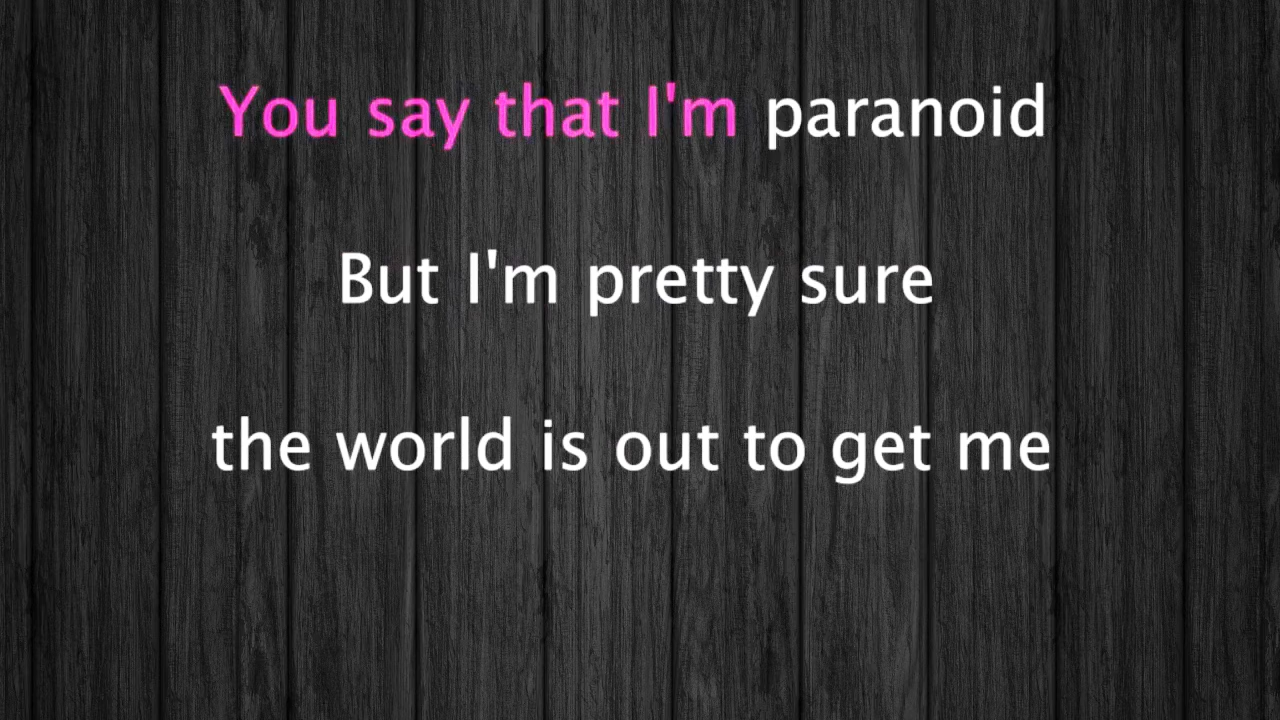 You say that I'm paranoid
But I'm pretty sure
the world is out to get me